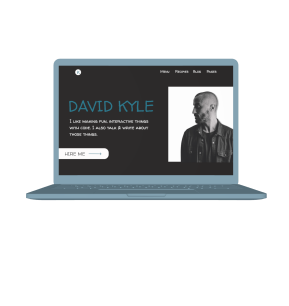 Menu Recipes Blog Pages
DAVID KYLE
I like making fun, interactive things
with code. I also talk & write about
those things.
HIRE ME